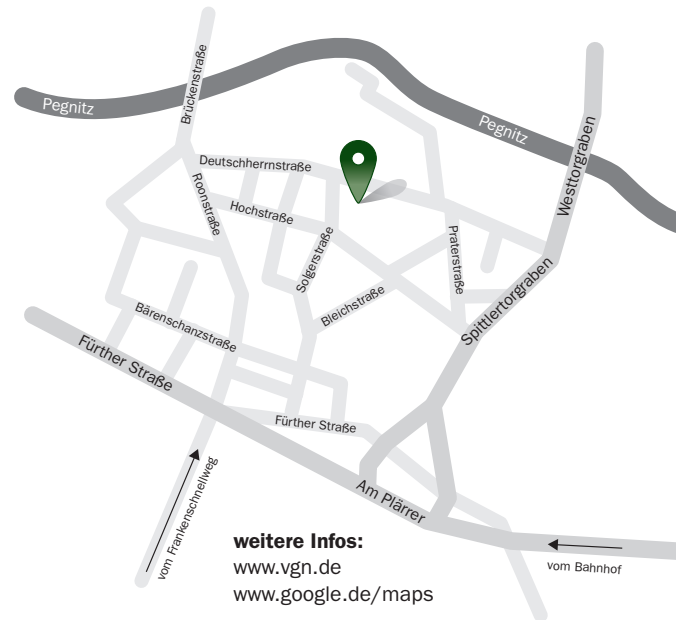 Pegnitz
Brückenstraße
Pegnitz
Westtorgraben
Deutschherrnstraße
Roonstraße
Hochstraße
Solgerstraße
Praterstraße
Bleichstraße
Spittlertorgraben
Bärenschanzstraße
Fürther Straße
Fürther Straße
Am Plärrer
vom Frankenschnellweg
vom Bahnhof
weitere Infos:
www.vgn.de
www.google.de/maps